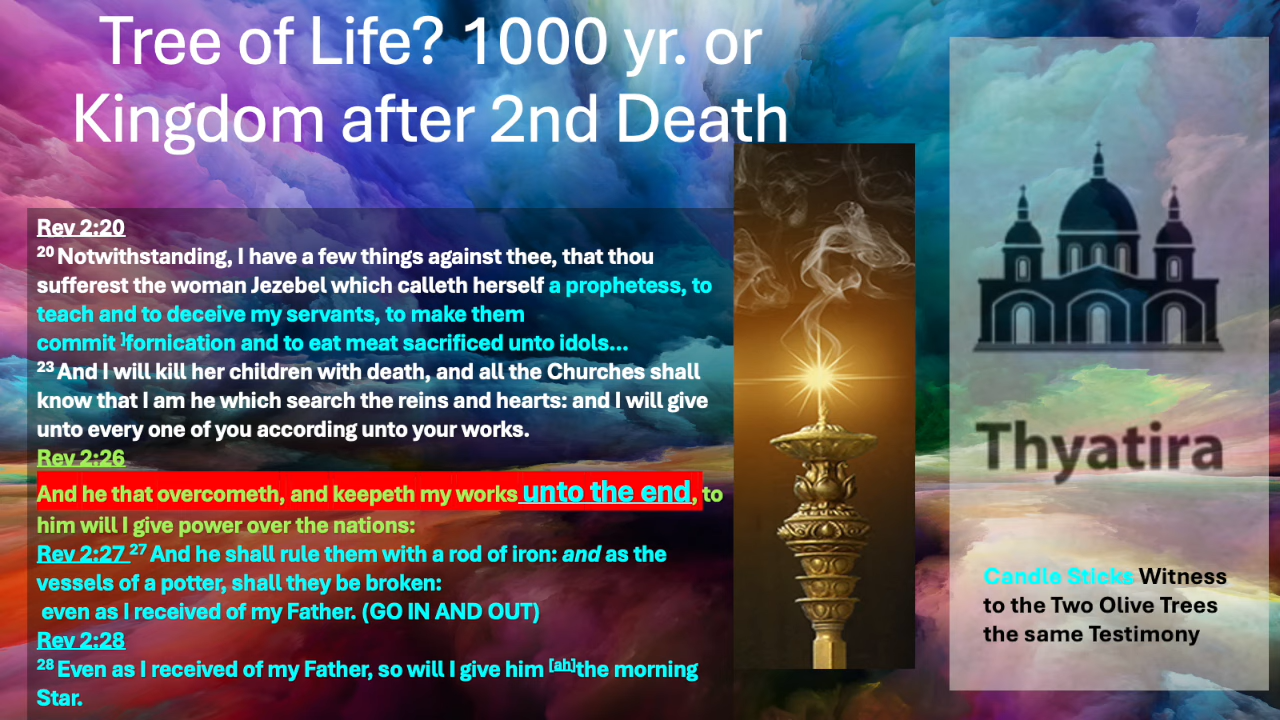 Tree of Life? 1000 yr. or
Kingdom after 2nd Death
Rev 2:20
20 Notwithstanding, I have a few things against thee, that thou
sufferest the woman Jezebel which calleth herself a prophetess, to
teach and to deceive my servants, to make them
commit ]fornication and to eat meat sacrificed unto idols...
23 And I will kill her children with death, and all the Churches shall
know that I am he which search the reins and hearts: and I will give
unto every one of you according unto your works.
Rev 2:26
And he that overcometh, and keepeth my works unto the end, to
him will I give power over the nations:
Rev 2:27 27 And he shall rule them with a rod of iron: and as the
vessels of a potter, shall they be broken:
even as I received of my Father. (GO IN AND OUT)
Rev 2:28
28 Even as I received of my Father, so will I give him [ah]the morning
Star.
Thyatira
Candle Sticks Witness
to the Two Olive Trees
the same Testimony